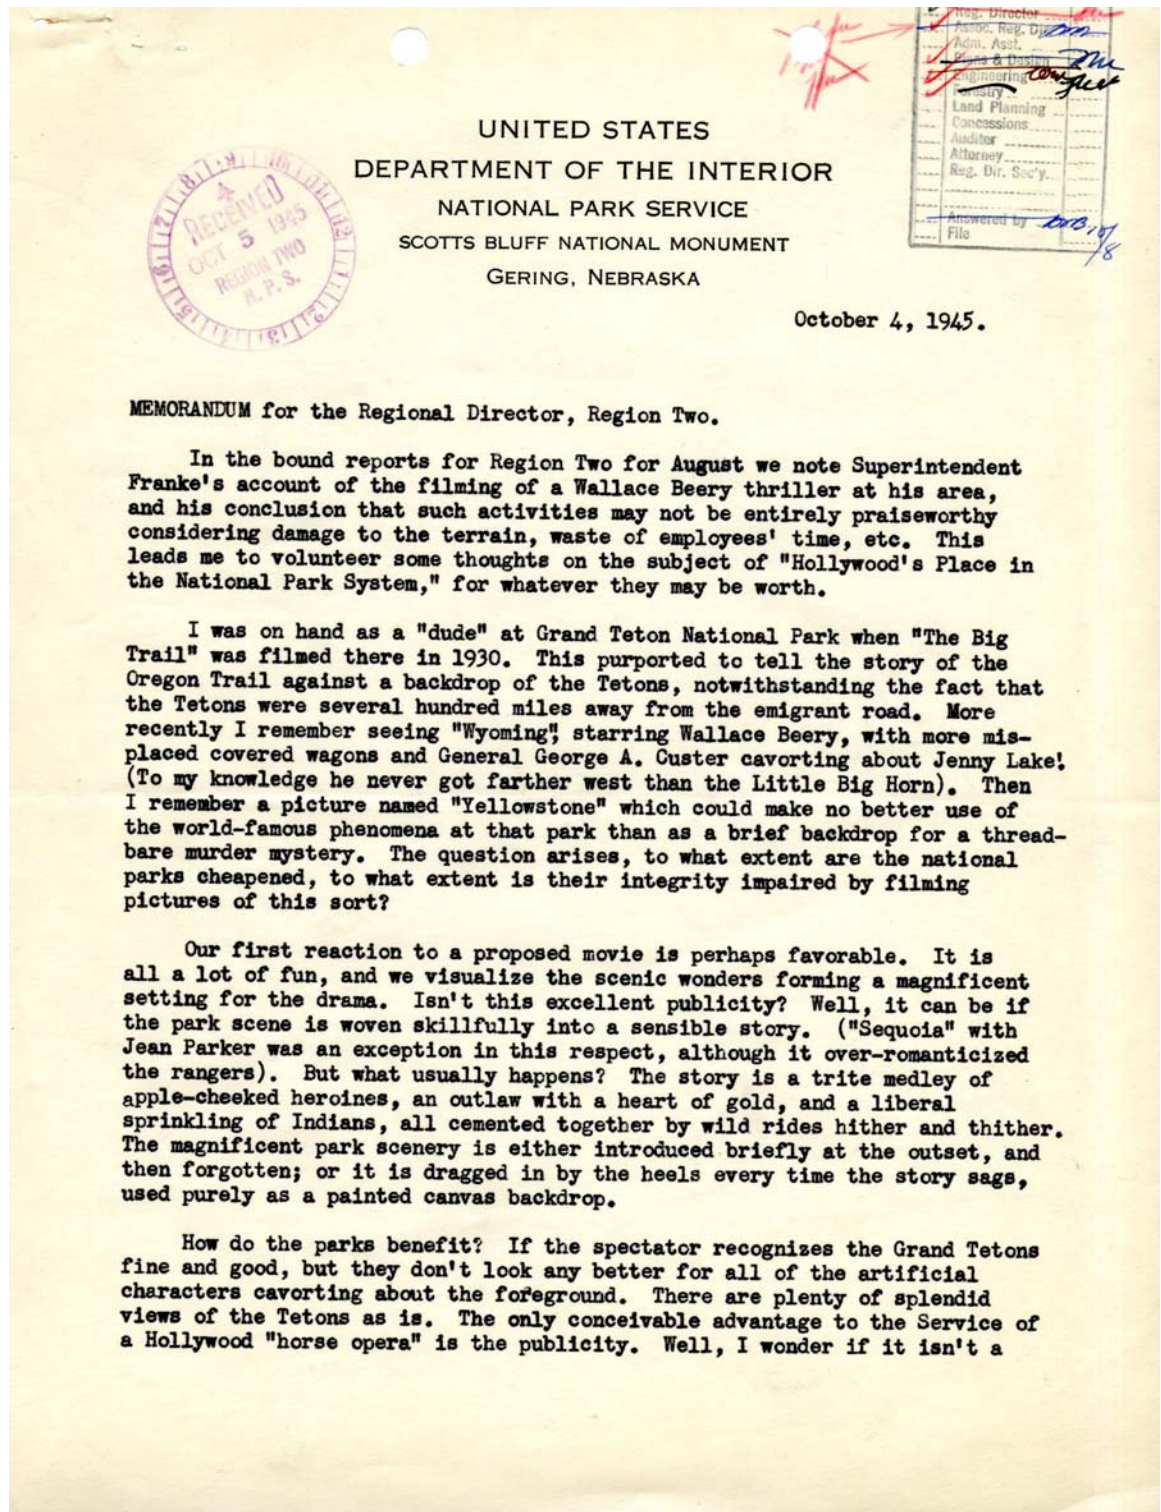 Reg. Director
Assoc. Reg. Dir
Adm. Asst.
Plans & Design
Engineering
Forestry
Land Planning
Concessions
Auditor
Attorney
Reg. Dir. Sec'y.
Answered by
File
10/8
UNITED STATES
DEPARTMENT OF THE INTERIOR
NATIONAL PARK SERVICE
SCOTTS BLUFF NATIONAL MONUMENT
GERING, NEBRASKA
RECEIVED
OCT 5 1945
REGION TWO
N. P. S.
October 4, 1945.
MEMORANDUM for the Regional Director, Region Two.
In the bound reports for Region Two for August we note Superintendent
Franke's account of the filming of a Wallace Beery thriller at his area,
and his conclusion that such activities may not be entirely praiseworthy
considering damage to the terrain, waste of employees' time, etc. This
leads me to volunteer some thoughts on the subject of "Hollywood's Place in
the National Park System," for whatever they may be worth.
I was on hand as a "dude" at Grand Teton National Park when "The Big
Trail" was filmed there in 1930. This purported to tell the story of the
Oregon Trail against a backdrop of the Tetons, notwithstanding the fact that
the Tetons were several hundred miles away from the emigrant road. More
recently I remember seeing "Wyoming", starring Wallace Beery, with more mis-
placed covered wagons and General George A. Custer cavorting about Jenny Lake!
(To my knowledge he never got farther west than the Little Big Horn). Then
I remember a picture named "Yellowstone" which could make no better use of
the world-famous phenomena at that park than as a brief backdrop for a thread-
bare murder mystery. The question arises, to what extent are the national
parks cheapened, to what extent is their integrity impaired by filming
pictures of this sort?
Our first reaction to a proposed movie is perhaps favorable. It is
all a lot of fun, and we visualize the scenic wonders forming a magnificent
setting for the drama. Isn't this excellent publicity? Well, it can be if
the park scene is woven skillfully into a sensible story. ("Sequoia" with
Jean Parker was an exception in this respect, although it over-romanticized
the rangers). But what usually happens? The story is a trite medley of
apple-cheeked heroines, an outlaw with a heart of gold, and a liberal
sprinkling of Indians, all cemented together by wild rides hither and thither.
The magnificent park scenery is either introduced briefly at the outset, and
then forgotten; or it is dragged in by the heels every time the story sags,
used purely as a painted canvas backdrop.
How do the parks benefit? If the spectator recognizes the Grand Tetons
fine and good, but they don't look any better for all of the artificial
characters cavorting about the foreground. There are plenty of splendid
views of the Tetons as is. The only conceivable advantage to the Service of
a Hollywood "horse opera" is the publicity. Well, I wonder if it isn't a